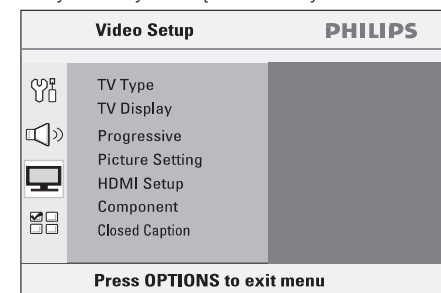 Video Setup
PHILIPS
TV Type
TV Display
Progressive
Picture Setting
HDMI Setup
Component
Closed Caption
Press OPTIONS to exit menu